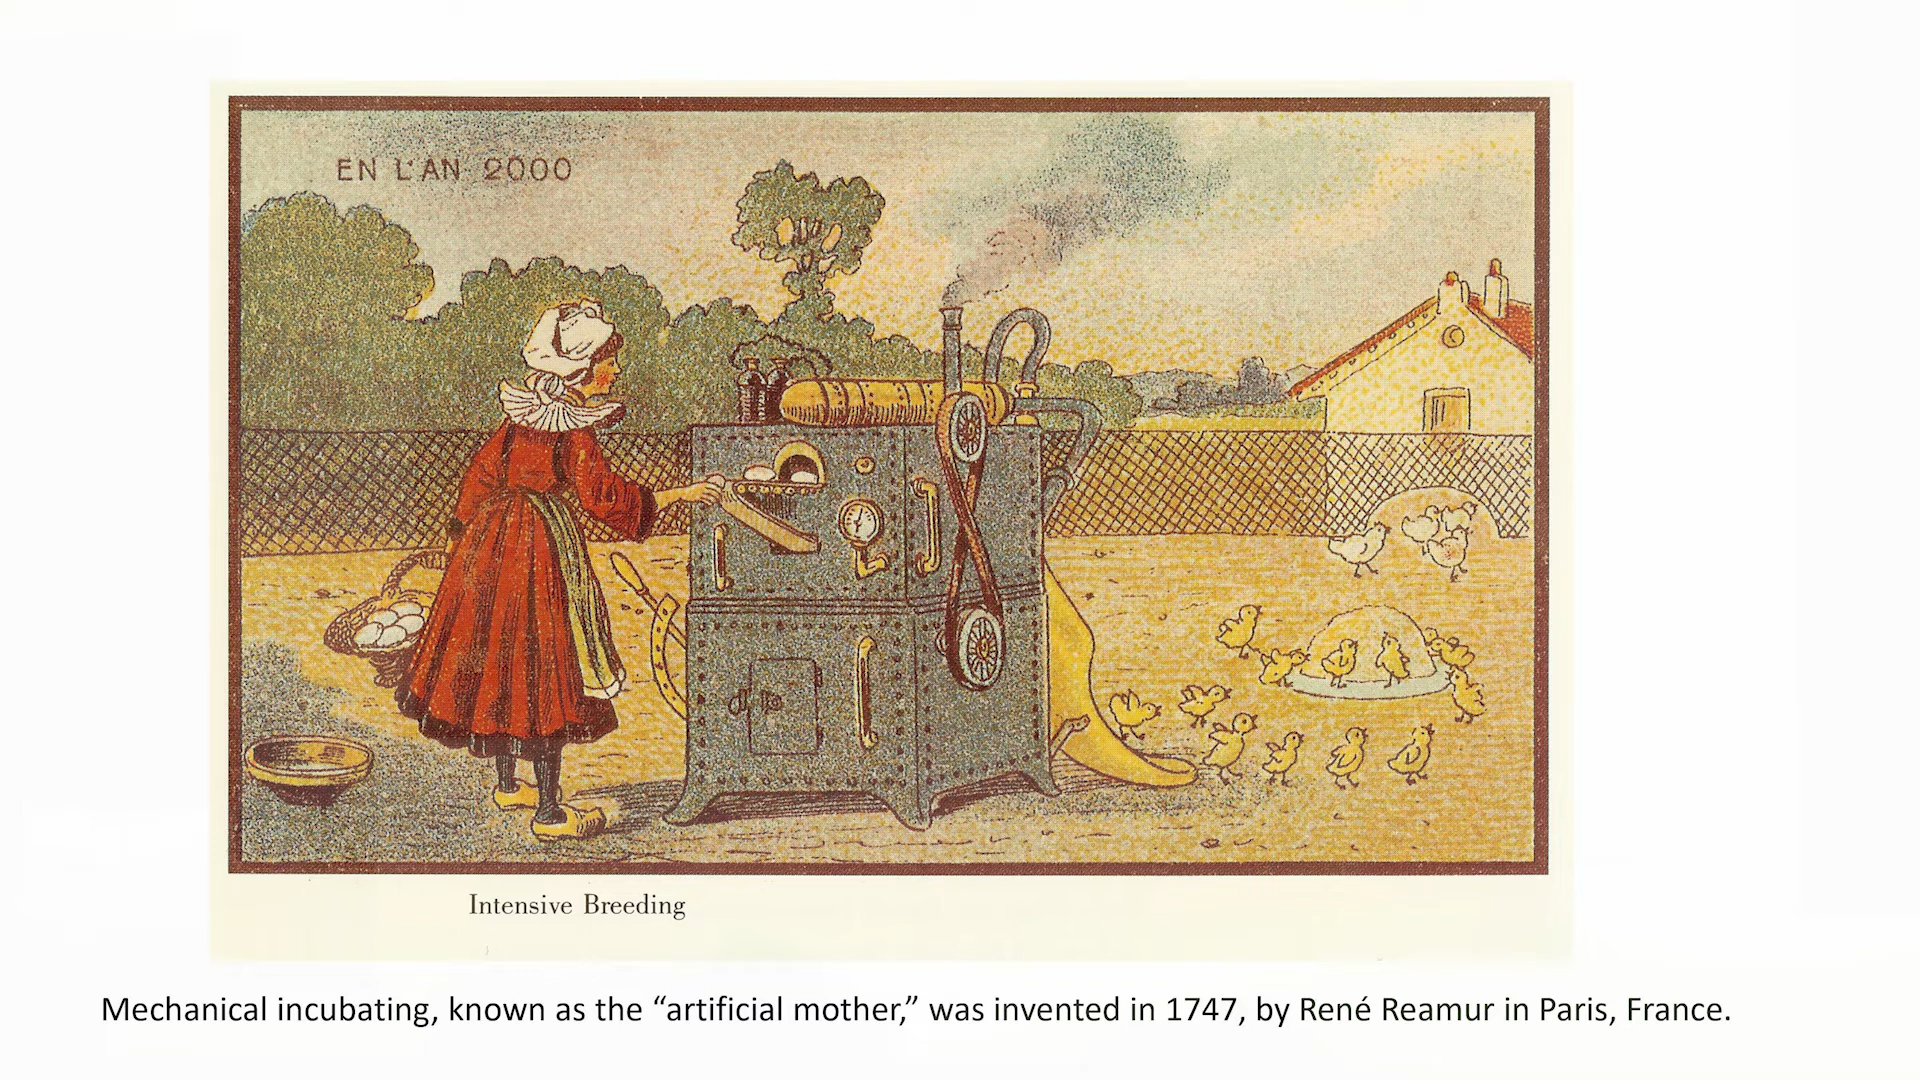 EN L'AN 2000
Intensive Breeding
Mechanical incubating, known as the “artificial mother,” was invented in 1747, by René Reamur in Paris, France.